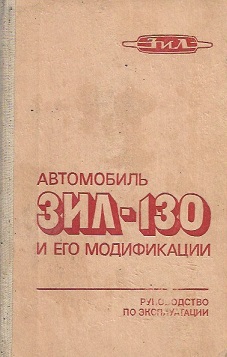 ЗИЛ
АВТОМОБИЛЬ
ЗИЛ-130
И ЕГО МОДИФИКАЦИИ
РУКОВОДСТВО
ПО ЭКСПЛУАТАЦИИ